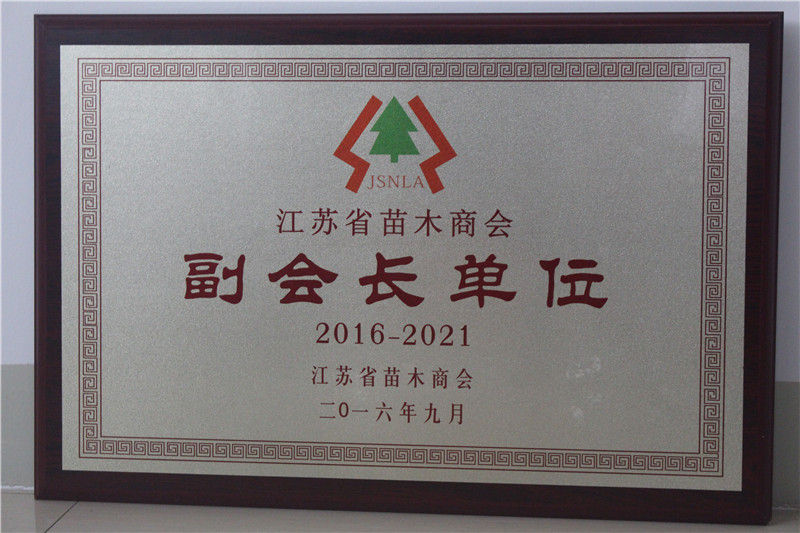 JSNLA
江苏省苗木商会
副会长单位
2016-2021
江苏省苗木商会
二0一六年九月